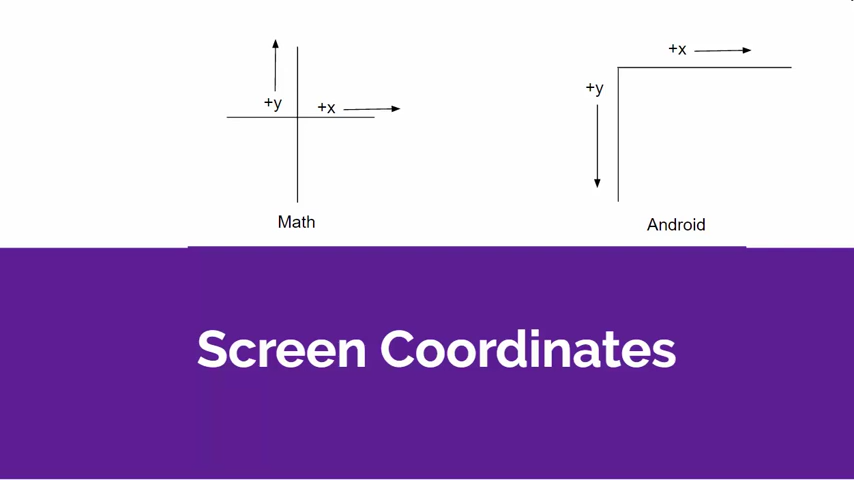 +y
+x
Math
+x
+y
Android
Screen Coordinates